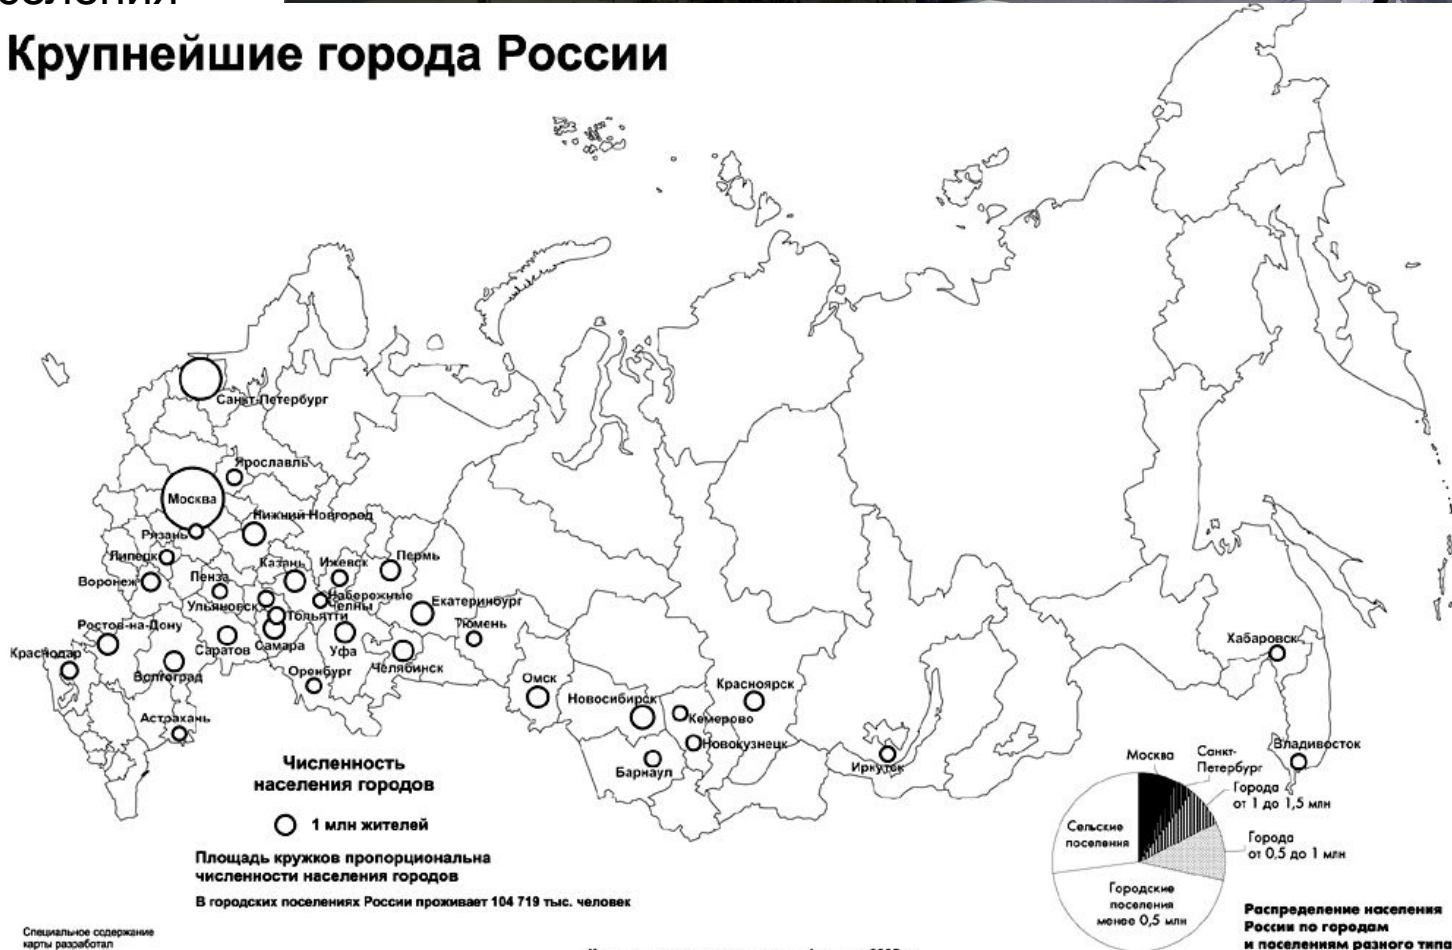 Крупнейшие города России
Санкт-Петербург
Ярославль
Москва
Нижний Новгород
Рязань
Липецк
Казань
Ижевск
Пермь
Воронеж
Пенза
Набережные
Челны
Ульяновск
Екатеринбург
Тольятти
Тюмень
Ростов-на-Дону
Саратов
Самара
Уфа
Краснодар
Челябинск
Волгоград
Оренбург
Астрахань
Омск
Новосибирск
Красноярск
Кемерово
Новокузнецк
Барнаул
Иркутск
Хабаровск
Владивосток
Численность
населения городов
1 млн жителей
Площадь кружков пропорциональна
численности населения городов
В городских поселениях России проживает 104 719 тыс. человек
Специальное содержание
карты разработал
Москва
Санкт-
Петербург
Города
от 1 до 1,5 млн
Города
от 0,5 до 1 млн
Сельские
поселения
Городские
поселения
менее 0,5 млн
Распределение населения
России по городам
и поселениям разного типа